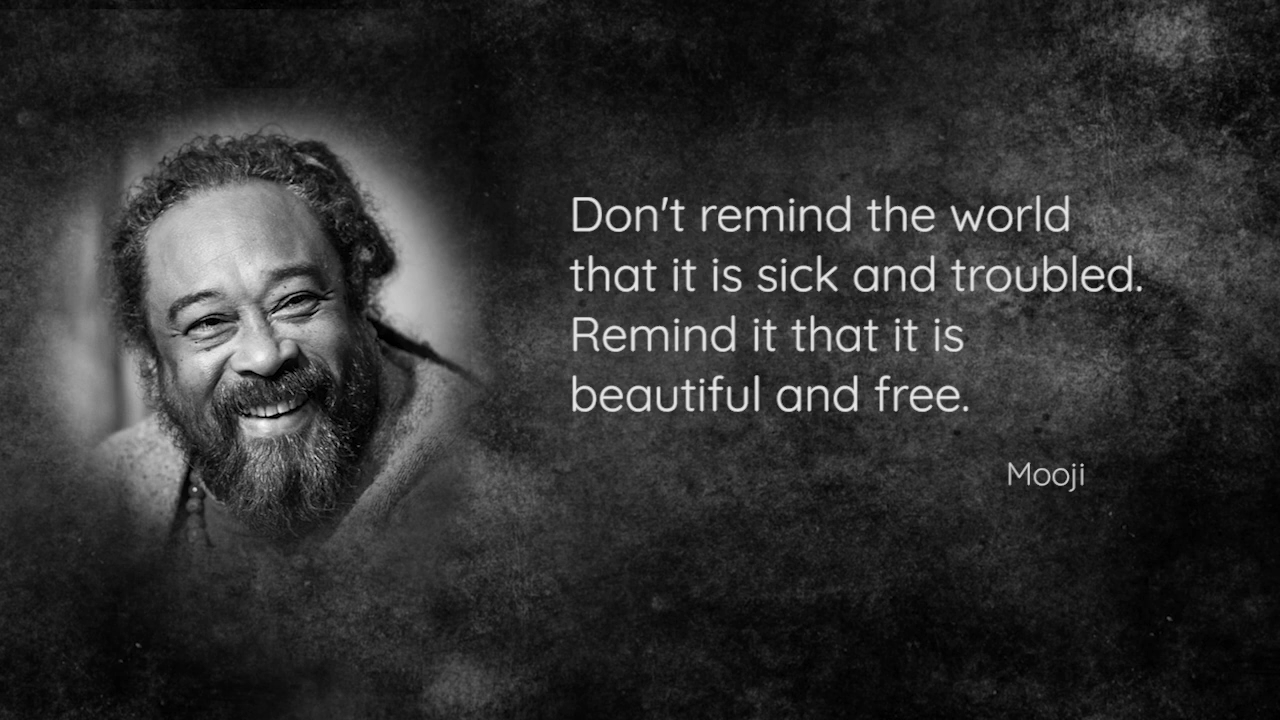 Don't remind the world
that it is sick and troubled.
Remind it that it is
beautiful and free.
Mooji